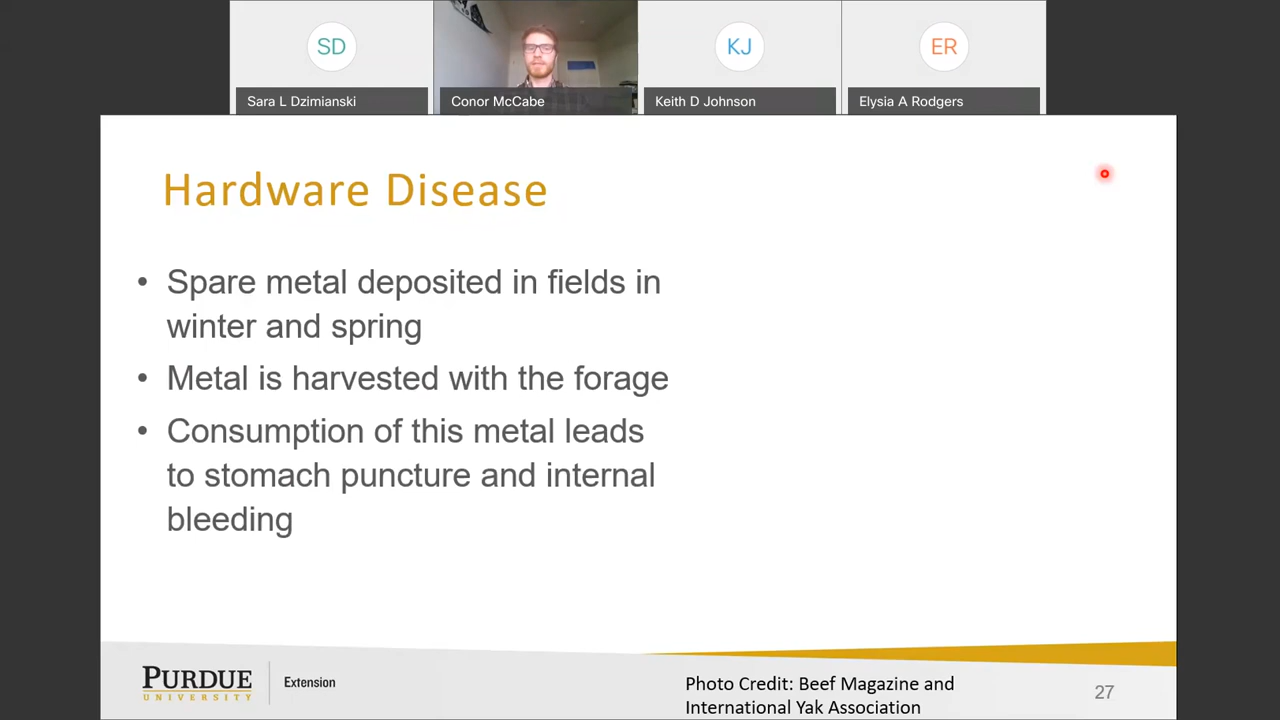 SD
KJ
ER
Sara L Dzimianski
Conor McCabe
Keith D Johnson
Elysia A Rodgers
Hardware Disease
• Spare metal deposited in fields in
winter and spring
• Metal is harvested with the forage
• Consumption of this metal leads
to stomach puncture and internal
bleeding
PURDUE
UNIVERSITY
Extension
Photo Credit: Beef Magazine and
International Yak Association
27